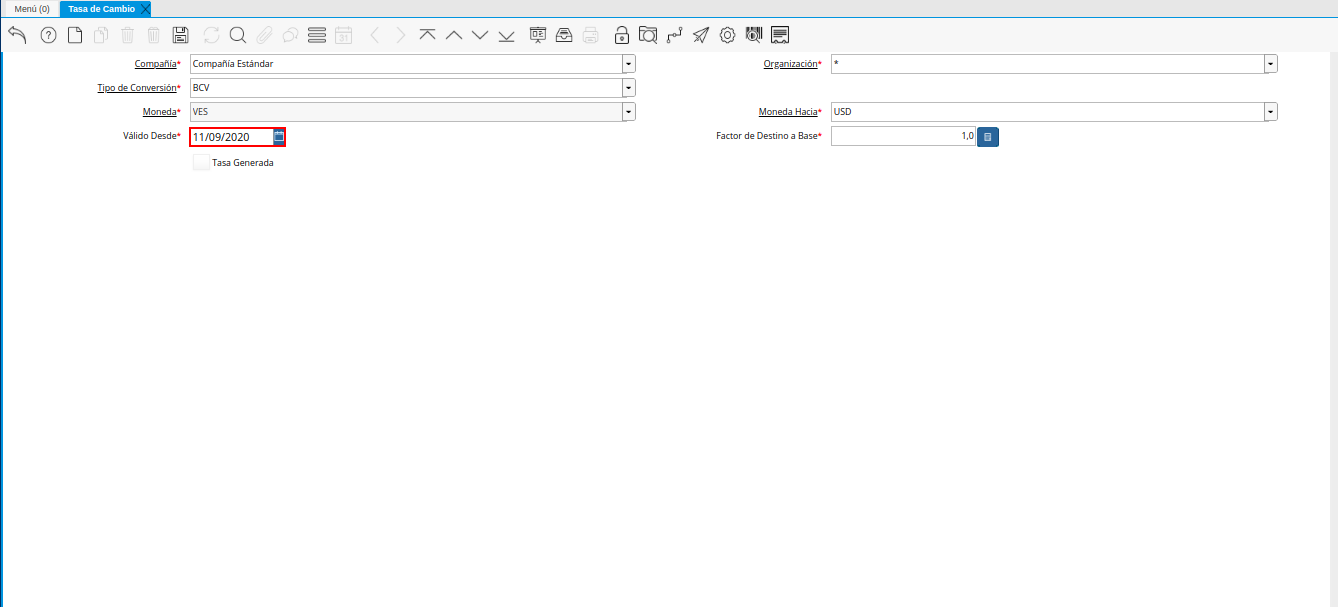 Menú (0) Tasa de Cambio
31
Compañía* Compañía Estándar Organización* *
Tipo de Conversión* BCV
Moneda* VES Moneda Hacia* USD
Válido Desde* 11/09/2020 Factor de Destino a Base* 1,0
Tasa Generada